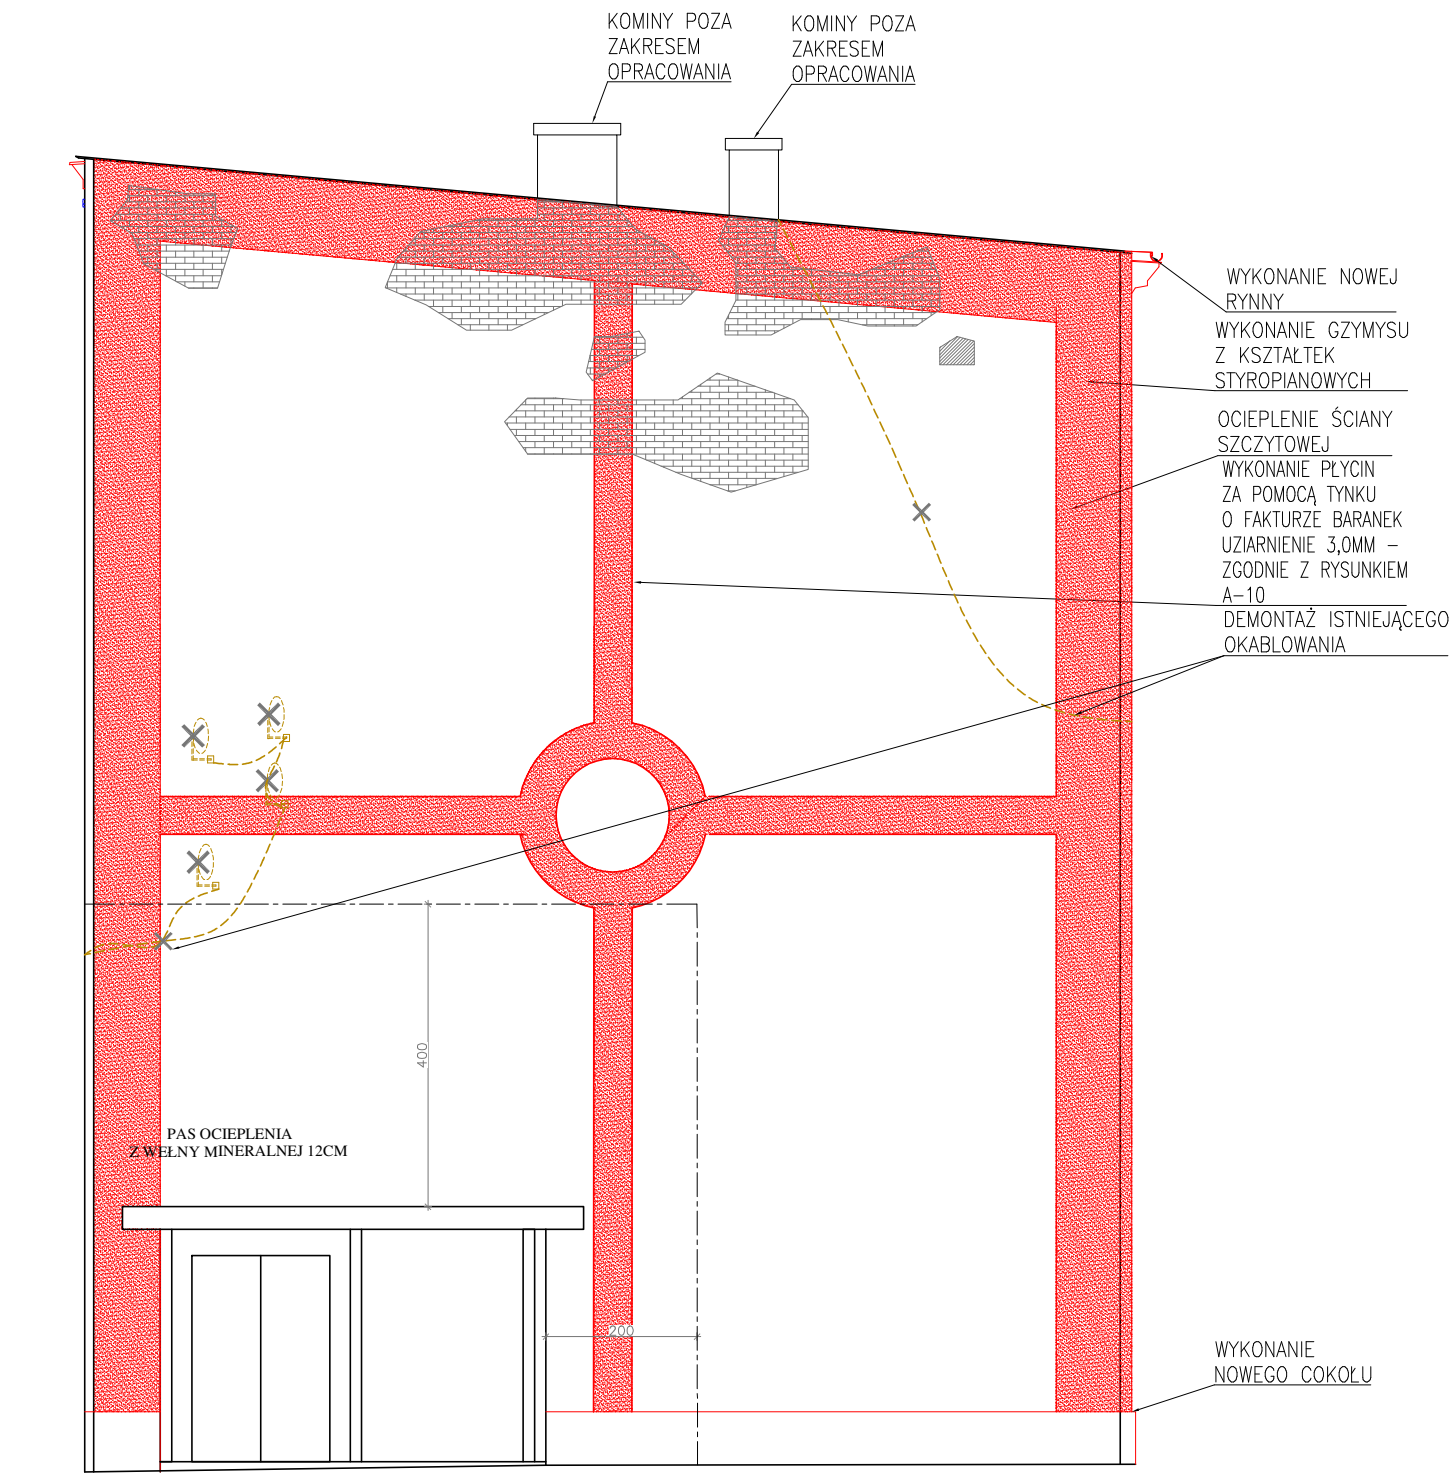 KOMINY POZA
ZAKRESEM
OPRACOWANIA
KOMINY POZA
ZAKRESEM
OPRACOWANIA
WYKONANIE NOWEJ
RYNNY
WYKONANIE GZYMYSU
Z KSZTAŁTEK
STYROPIANOWYCH
OCIEPLENIE ŚCIANY
SZCZYTOWEJ
WYKONANIE PŁYCIN
ZA POMOCĄ TYNKU
O FAKTURZE BARANEK
UZIARNIENIE 3,0MM –
ZGODNIE Z RYSUNKIEM
A-10
DEMONTAŻ ISTNIEJĄCEGO
OKABLOWANIA
400
PAS OCIEPLENIA
Z WEŁNY MINERALNEJ 12CM
200
WYKONANIE
NOWEGO COKOŁU